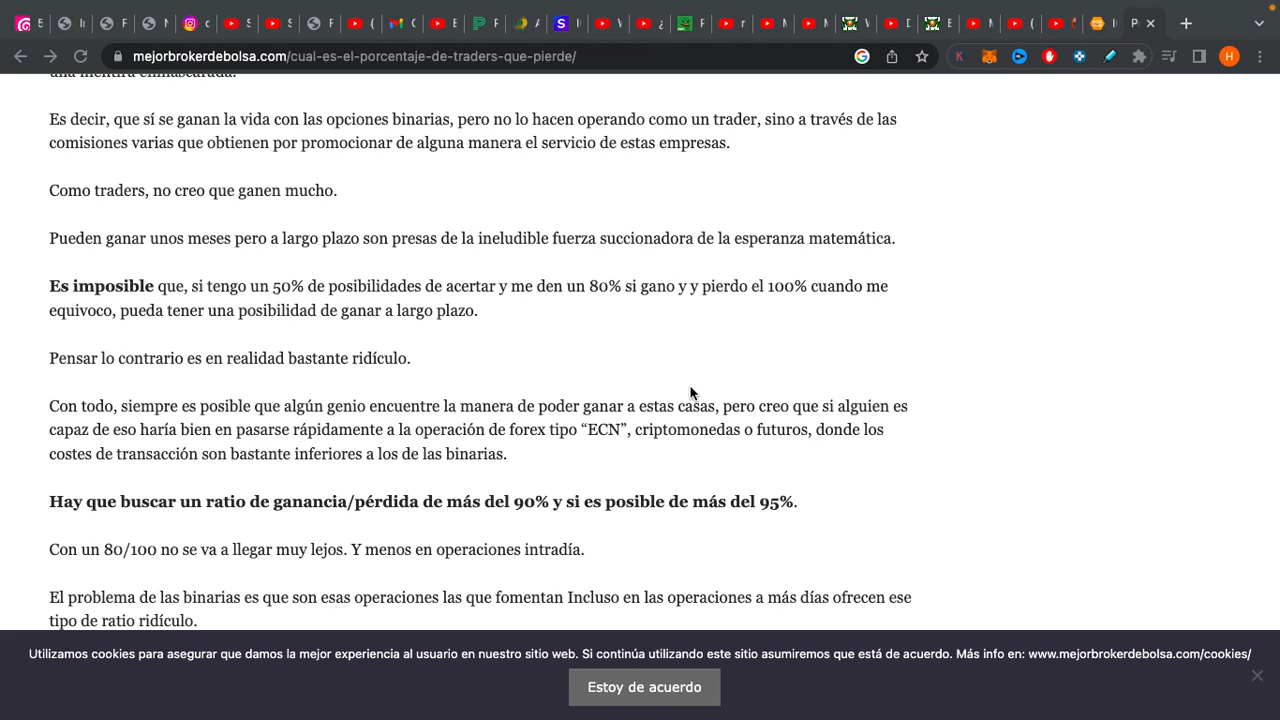 mejorbrokerdebolsa.com/cual-es-el-porcentaje-de-traders-que-pierde/
una mentira enmascarada.
Es decir, que sí se ganan la vida con las opciones binarias, pero no lo hacen operando como un trader, sino a través de las
comisiones varias que obtienen por promocionar de alguna manera el servicio de estas empresas.
Como traders, no creo que ganen mucho.
Pueden ganar unos meses pero a largo plazo son presas de la ineludible fuerza succionadora de la esperanza matemática.
Es imposible que, si tengo un 50% de posibilidades de acertar y me den un 80% si gano y y pierdo el 100% cuando me
equivoco, pueda tener una posibilidad de ganar a largo plazo.
Pensar lo contrario es en realidad bastante ridículo.
Con todo, siempre es posible que algún genio encuentre la manera de poder ganar a estas casas, pero creo que si alguien es
capaz de eso haría bien en pasarse rápidamente a la operación de forex tipo “ECN”, criptomonedas o futuros, donde los
costes de transacción son bastante inferiores a los de las binarias.
Hay que buscar un ratio de ganancia/pérdida de más del 90% y si es posible de más del 95%.
Con un 80/100 no se va a llegar muy lejos. Y menos en operaciones intradía.
El problema de las binarias es que son esas operaciones las que fomentan Incluso en las operaciones a más días ofrecen ese
tipo de ratio ridículo.
Utilizamos cookies para asegurar que damos la mejor experiencia al usuario en nuestro sitio web. Si continúa utilizando este sitio asumiremos que está de acuerdo. Más info en: www.mejorbrokerdebolsa.com/cookies/
Estoy de acuerdo